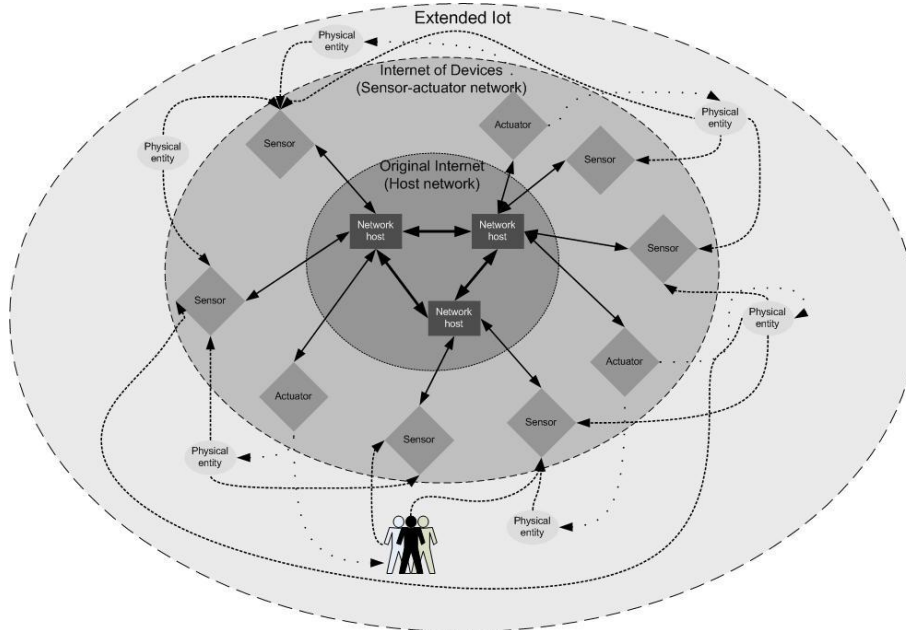 Extended Iot
Physical
entity
Internet of Devices
(Sensor-actuator network)
Physical
entity
Actuator
Sensor
Physical
entity
Sensor
Original Internet
(Host network)
Network
host
Network
host
Sensor
Sensor
Network
host
Physical
entity
Actuator
Actuator
Sensor
Sensor
Physical
entity
Physical
entity